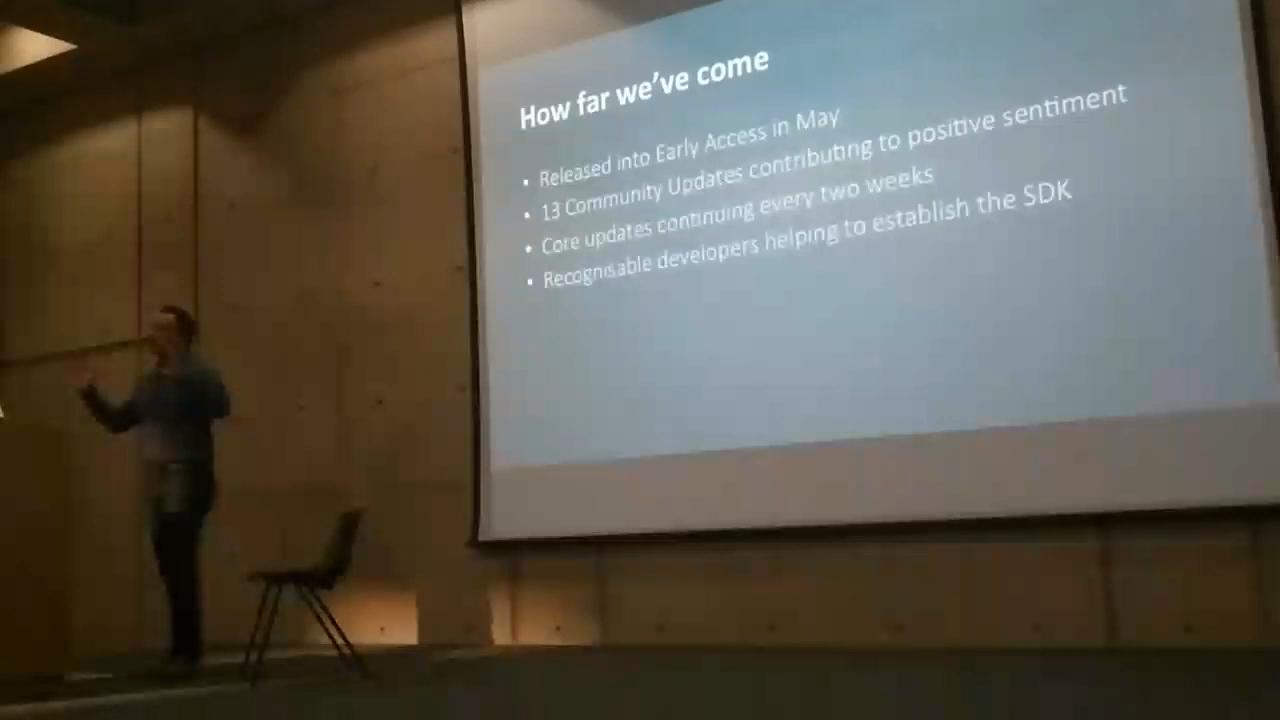 How far we've come
• Released into Early Access in May
• 13 Community Updates contributing to positive sentiment
• Core updates continuing every two weeks
• Recognisable developers helping to establish the SDK